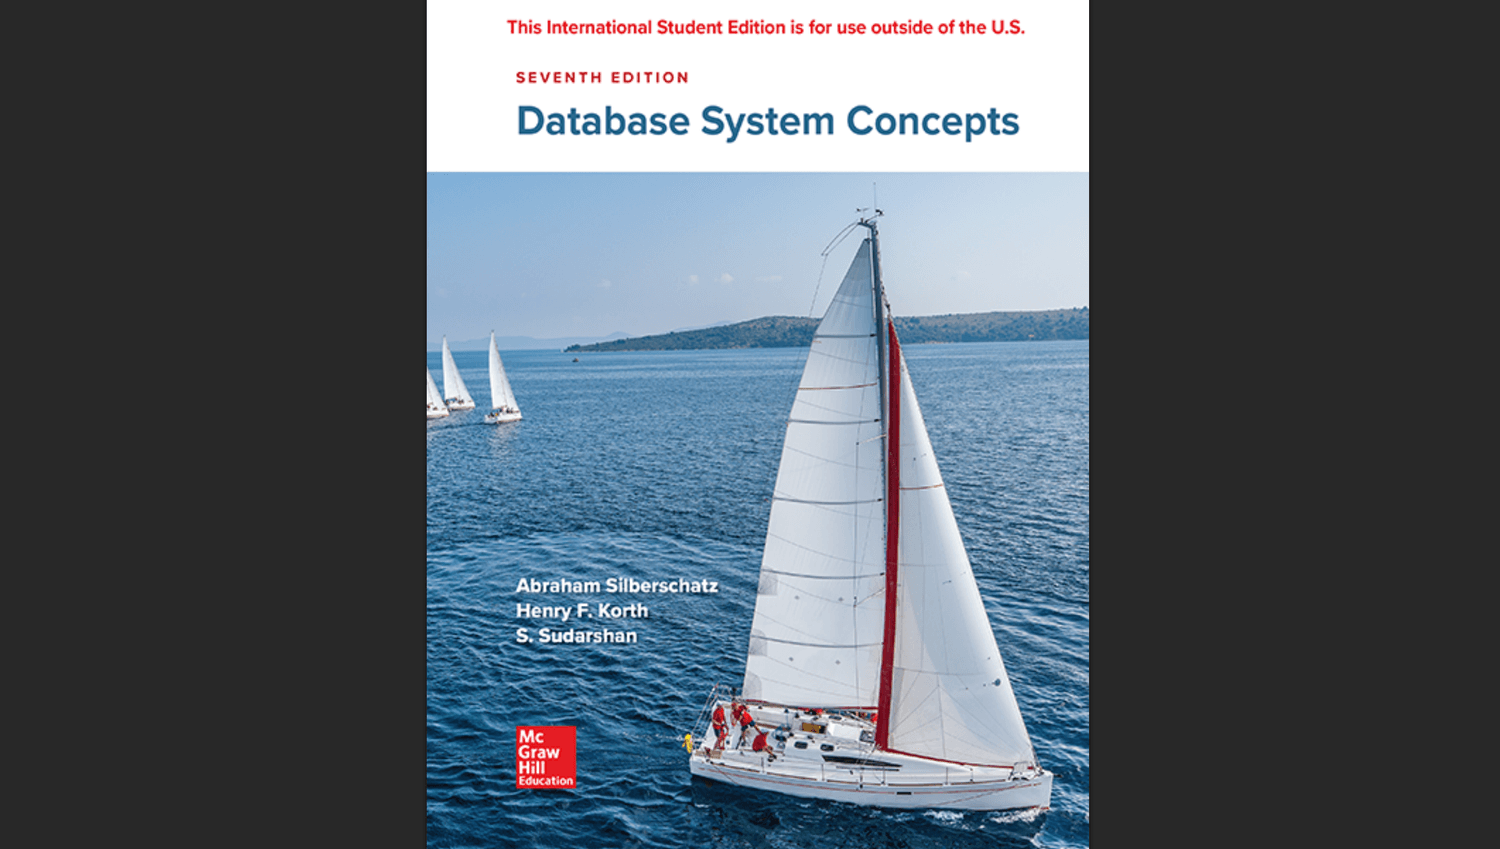 This International Student Edition is for use outside of the U.S.
SEVENTH EDITION
Database System Concepts
Abraham Silberschatz
Henry F. Korth
S. Sudarshan
Mc
Graw
Hill
Education